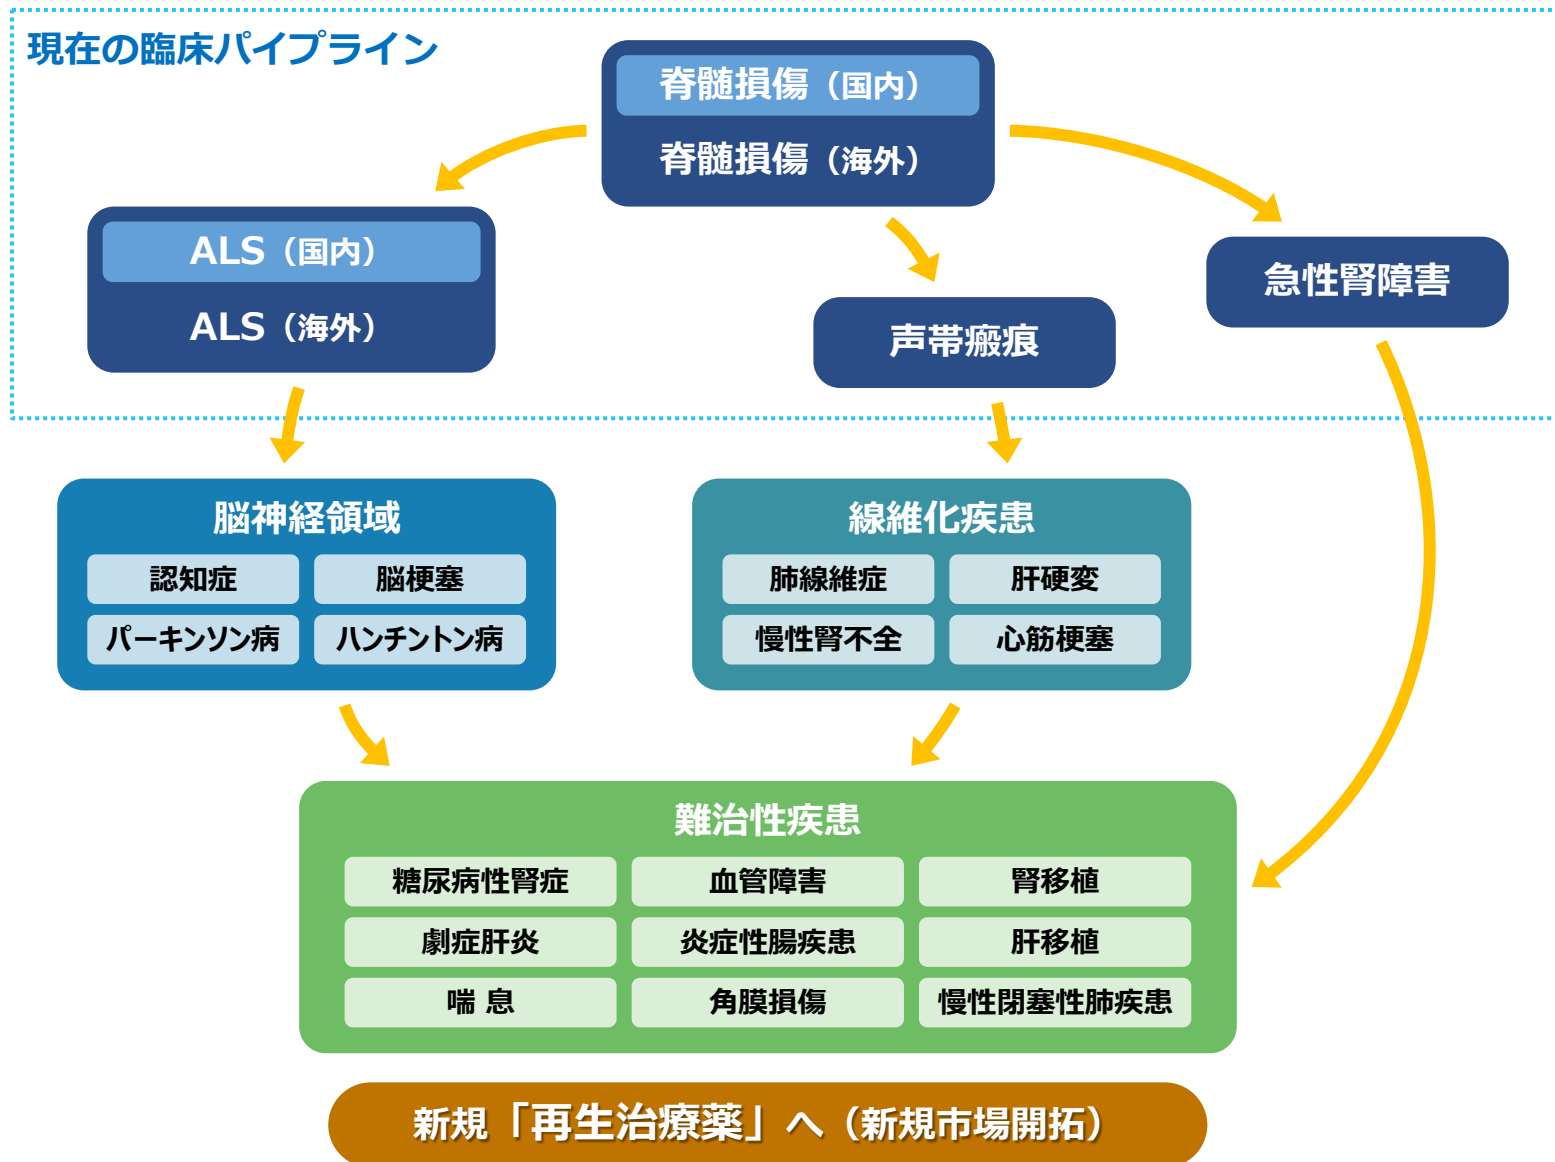 現在の臨床パイプライン
脊髄損傷（国内）
脊髄損傷（海外）
ALS（国内）
ALS（海外）
声帯瘢痕
急性腎障害
脳神経領域
認知症
脳梗塞
パーキンソン病
ハンチントン病
線維化疾患
肺線維症
肝硬変
慢性腎不全
心筋梗塞
難治性疾患
糖尿病性腎症
血管障害
腎移植
劇症肝炎
炎症性腸疾患
肝移植
喘 息
角膜損傷
慢性閉塞性肺疾患
新規「再生治療薬」へ（新規市場開拓）